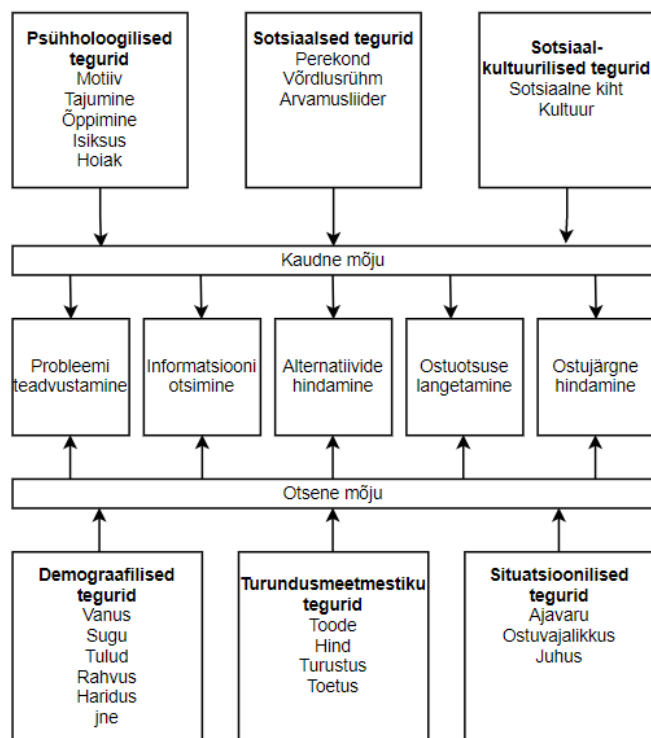 Psühholoogilised
tegurid
Motiiv
Tajumine
Õppimine
Isiksus
Hoiak
Sotsiaalsed tegurid
Perekond
Võrdlusrühm
Arvamusliider
Sotsiaal-
kultuurilised tegurid
Sotsiaalne kiht
Kultuur
Kaudne mõju
Probleemi
teadvustamine
Informatsiooni
otsimine
Alternatiivide
hindamine
Ostuotsuse
langetamine
Ostujärgne
hindamine
Otsene mõju
Demograafilised
tegurid
Vanus
Sugu
Tulud
Rahvus
Haridus
jne
Turundusmeetmestiku
tegurid
Toode
Hind
Turustus
Toetus
Situatsioonilised
tegurid
Ajavaru
Ostuvajalikkus
Juhus